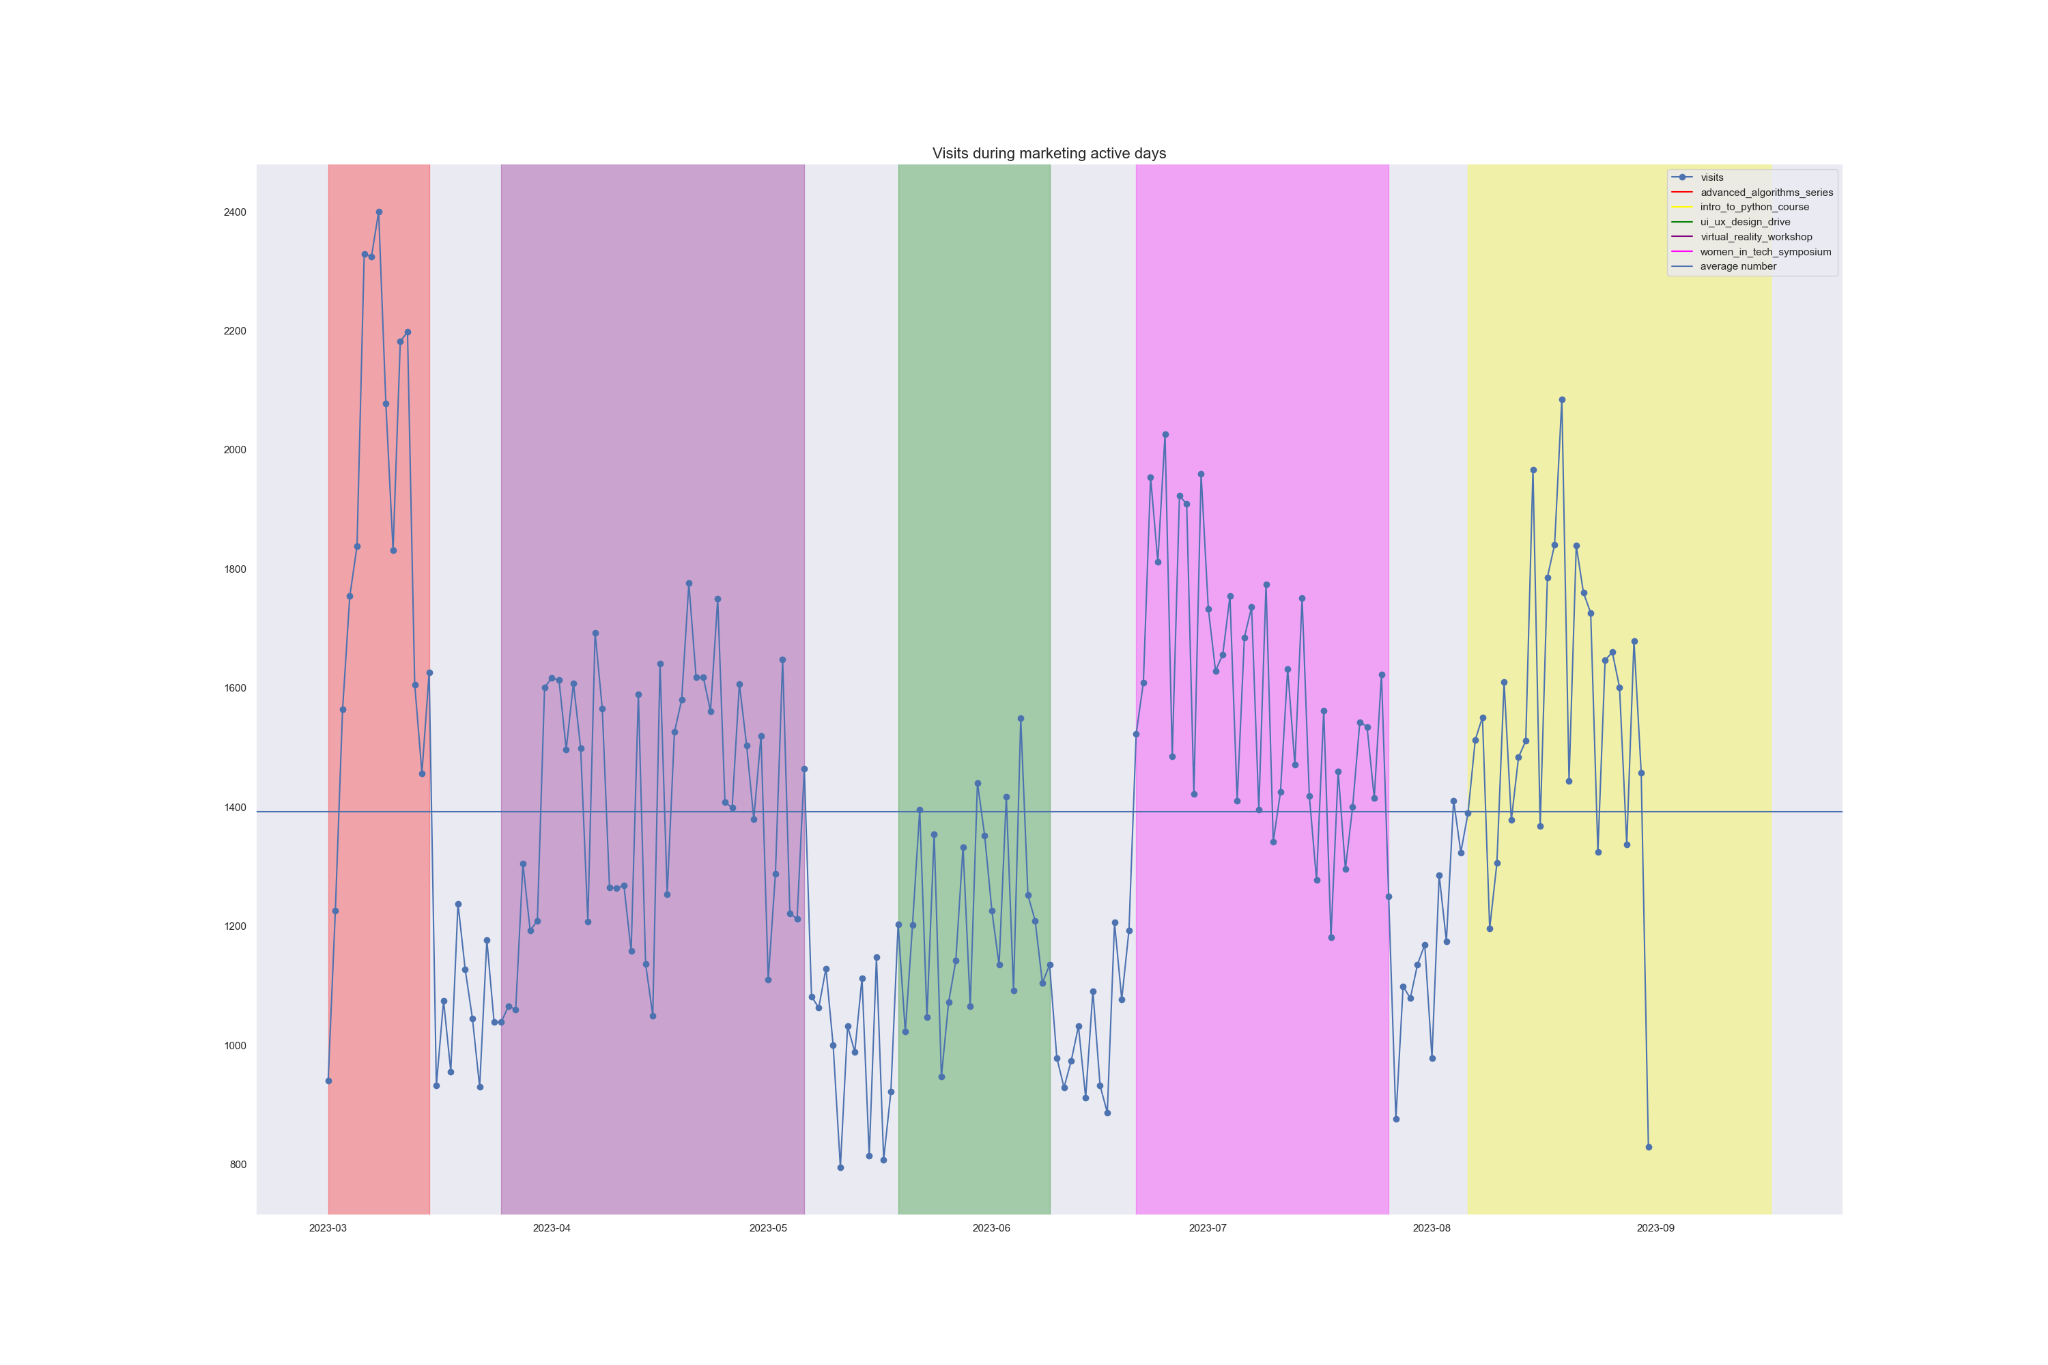 Visits during marketing active days
visits
advanced_algorithms_series
intro_to_python_course
ui_ux_design_drive
virtual_reality_workshop
women_in_tech_symposium
average number
2400
2200
2000
1800
1600
1400
1200
1000
800
2023-03 2023-04 2023-05 2023-06 2023-07 2023-08 2023-09